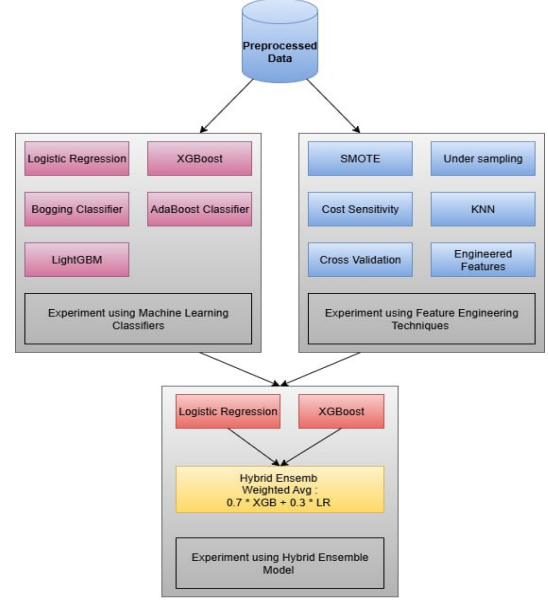 Preprocessed
Data
Logistic Regression
XGBoost
Bogging Classifier
AdaBoost Classifier
LightGBM
Experiment using Machine Learning
Classifiers
SMOTE
Under sampling
Cost Sensitivity
KNN
Cross Validation
Engineered
Features
Experiment using Feature Engineering
Techniques
Logistic Regression
XGBoost
Hybrid Ensemb
Weighted Avg :
0.7 * XGB + 0.3 * LR
Experiment using Hybrid Ensemble
Model